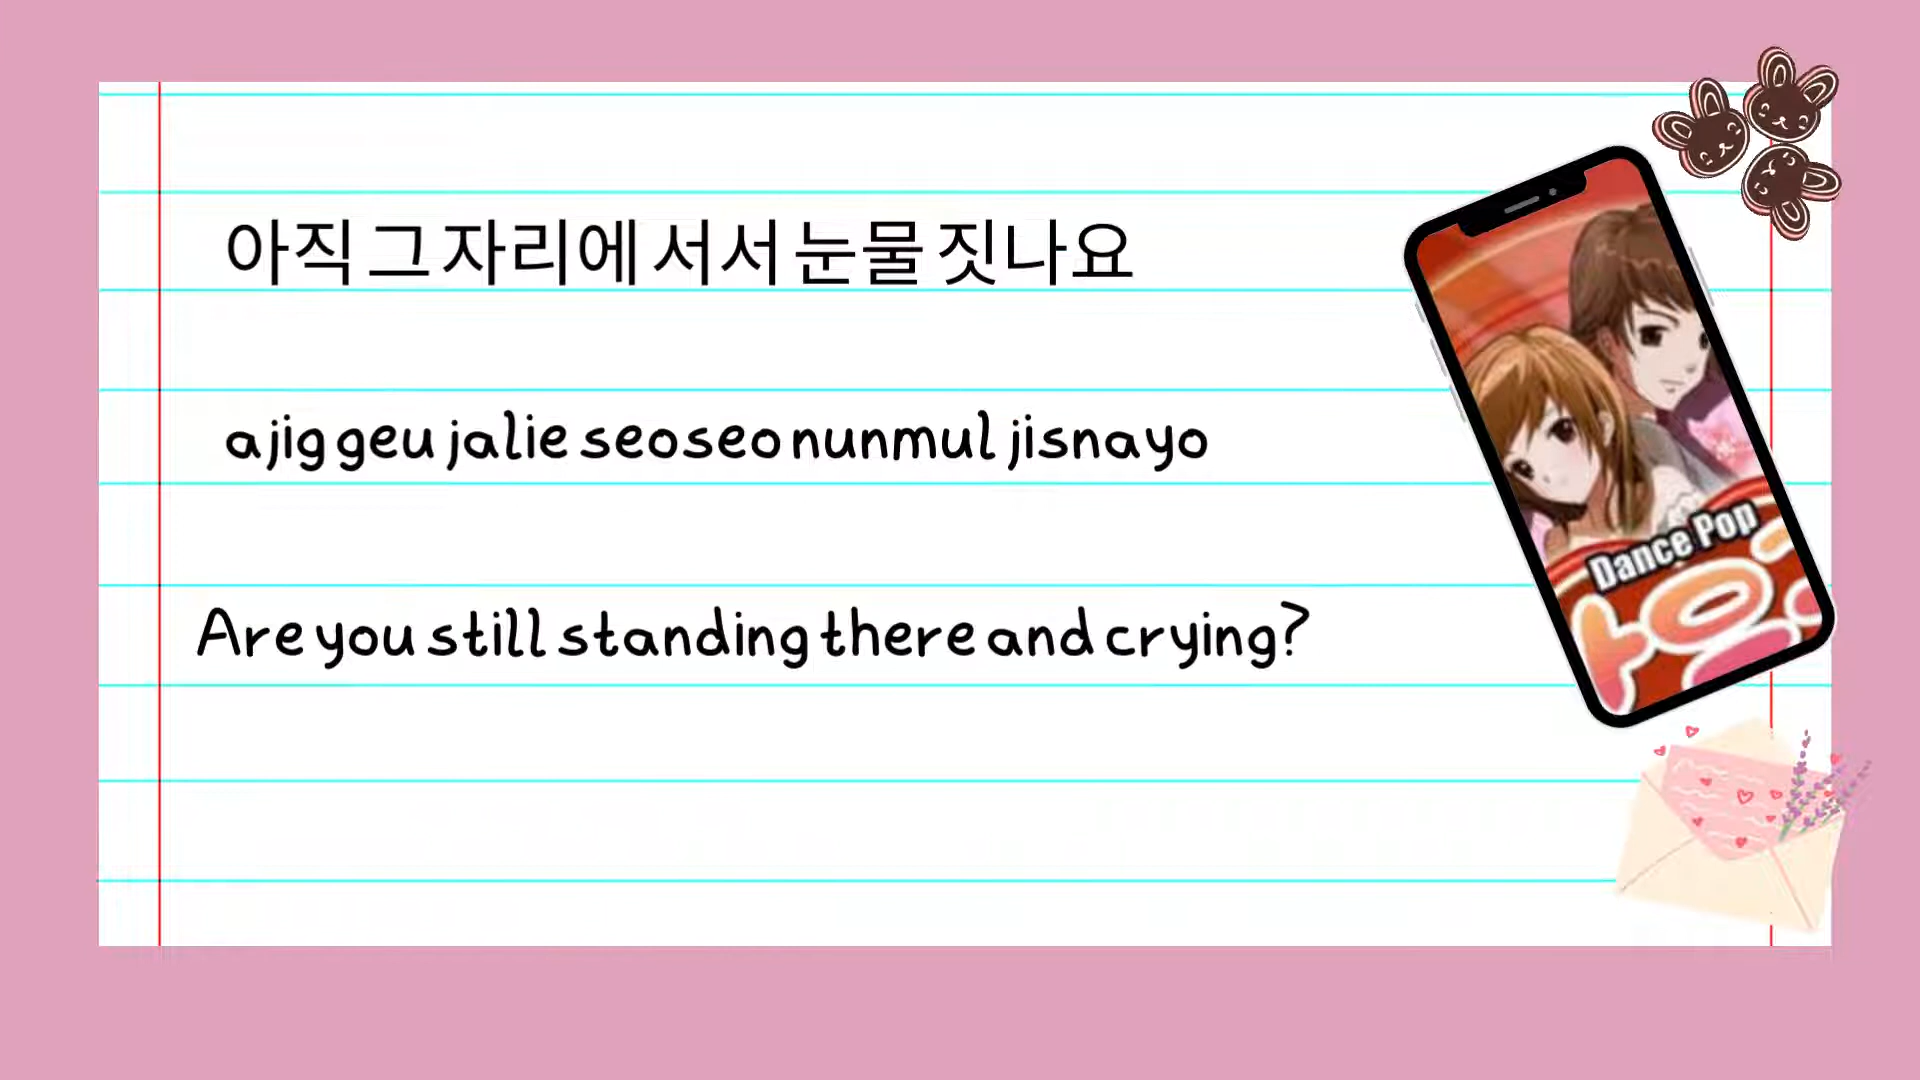 아직 그 자리에 서서 눈물 짓나요
ajig geu jalie seoseo nunmul jisnayo
Are you still standing there and crying?
Dance Pop